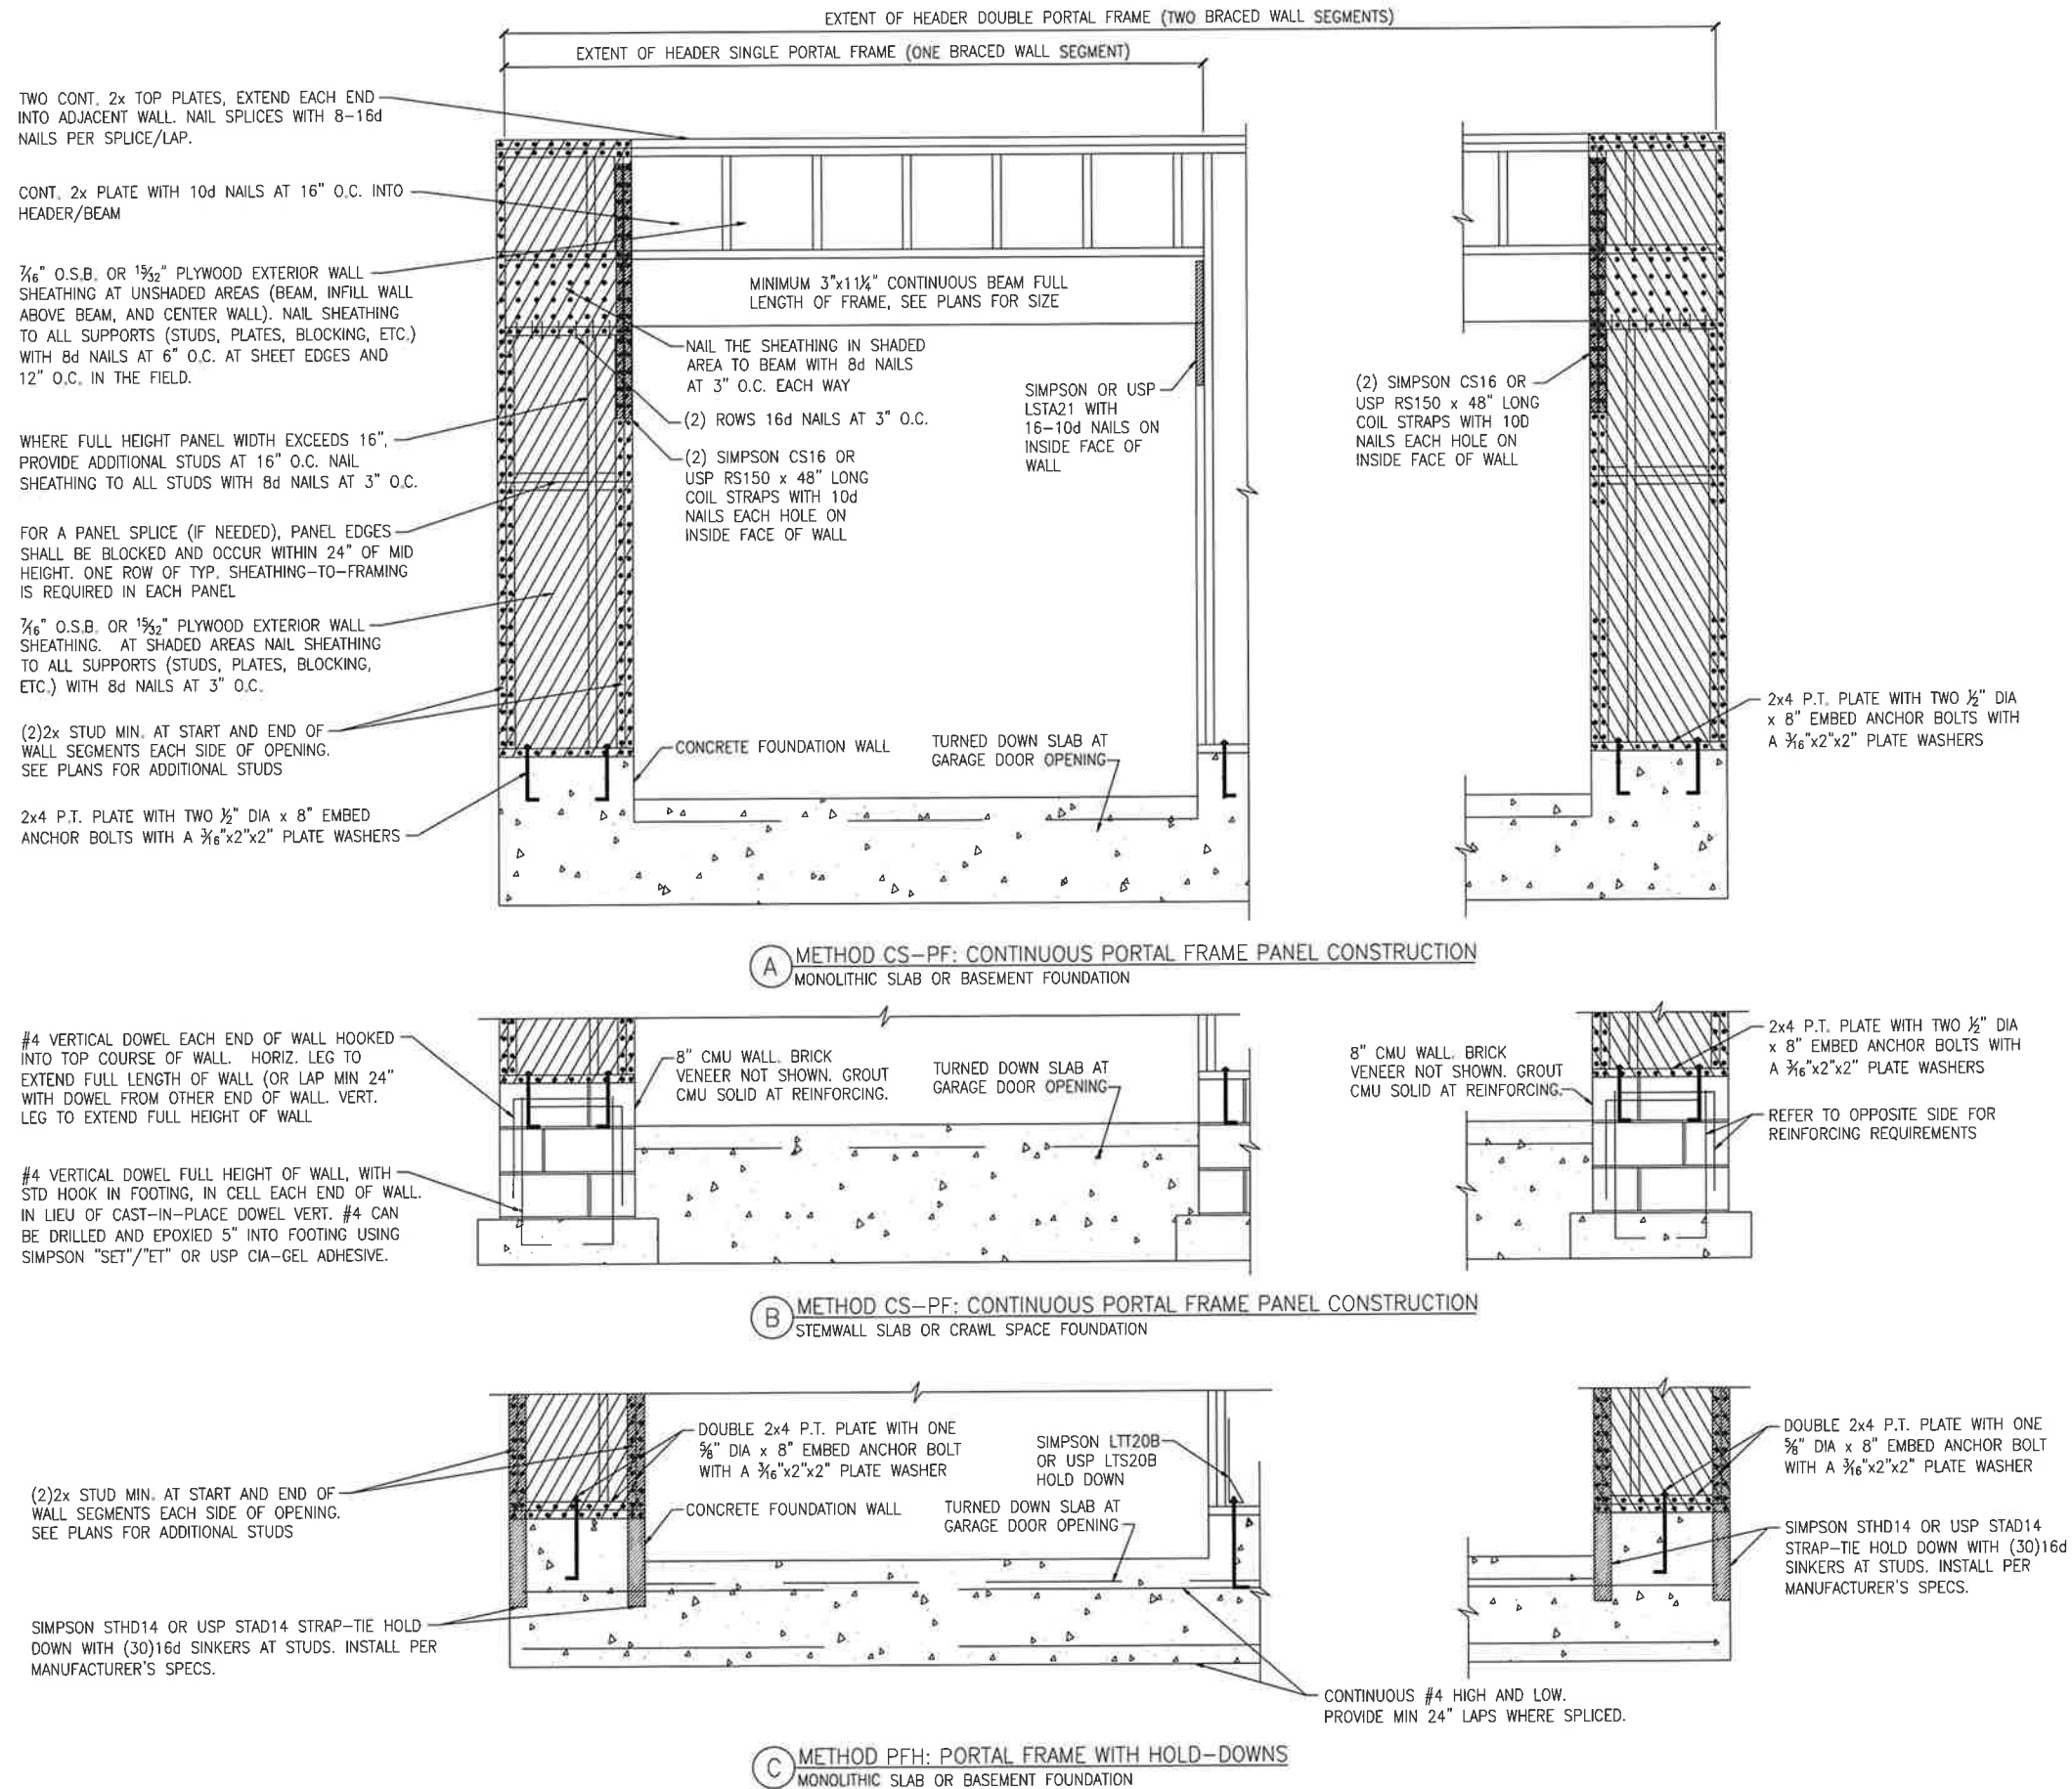 EXTENT OF HEADER DOUBLE PORTAL FRAME (TWO BRACED WALL SEGMENTS)
EXTENT OF HEADER SINGLE PORTAL FRAME (ONE BRACED WALL SEGMENT)
TWO CONT. 2x TOP PLATES, EXTEND EACH END
INTO ADJACENT WALL. NAIL SPLICES WITH 8-16d
NAILS PER SPLICE/LAP.
CONT. 2x PLATE WITH 10d NAILS AT 16" O.C. INTO
HEADER/BEAM
7/16" O.S.B. OR 15/32" PLYWOOD EXTERIOR WALL
SHEATHING AT UNSHADED AREAS (BEAM, INFILL WALL
ABOVE BEAM, AND CENTER WALL). NAIL SHEATHING
TO ALL SUPPORTS (STUDS, PLATES, BLOCKING, ETC.)
WITH 8d NAILS AT 6" O.C. AT SHEET EDGES AND
12" O.C. IN THE FIELD.
WHERE FULL HEIGHT PANEL WIDTH EXCEEDS 16",
PROVIDE ADDITIONAL STUDS AT 16" O.C. NAIL
SHEATHING TO ALL STUDS WITH 8d NAILS AT 3" O.C.
FOR A PANEL SPLICE (IF NEEDED), PANEL EDGES
SHALL BE BLOCKED AND OCCUR WITHIN 24" OF MID
HEIGHT. ONE ROW OF TYP. SHEATHING-TO-FRAMING
IS REQUIRED IN EACH PANEL
7/16" O.S.B. OR 15/32" PLYWOOD EXTERIOR WALL
SHEATHING. AT SHADED AREAS NAIL SHEATHING
TO ALL SUPPORTS (STUDS, PLATES, BLOCKING,
ETC.) WITH 8d NAILS AT 3" O.C.
(2)2x STUD MIN. AT START AND END OF
WALL SEGMENTS EACH SIDE OF OPENING.
SEE PLANS FOR ADDITIONAL STUDS
2x4 P.T. PLATE WITH TWO 1/2" DIA x 8" EMBED
ANCHOR BOLTS WITH A 3/16"x2"x2" PLATE WASHERS
MINIMUM 3"x11 1/4" CONTINUOUS BEAM FULL
LENGTH OF FRAME, SEE PLANS FOR SIZE
NAIL THE SHEATHING IN SHADED
AREA TO BEAM WITH 8d NAILS
AT 3" O.C. EACH WAY
(2) ROWS 16d NAILS AT 3" O.C.
(2) SIMPSON CS16 OR
USP RS150 x 48" LONG
COIL STRAPS WITH 10d
NAILS EACH HOLE ON
INSIDE FACE OF WALL
SIMPSON OR USP
LSTA21 WITH
16-10d NAILS ON
INSIDE FACE OF
WALL
(2) SIMPSON CS16 OR
USP RS150 x 48" LONG
COIL STRAPS WITH 10D
NAILS EACH HOLE ON
INSIDE FACE OF WALL
CONCRETE FOUNDATION WALL
TURNED DOWN SLAB AT
GARAGE DOOR OPENING
2x4 P.T. PLATE WITH TWO 1/2" DIA
x 8" EMBED ANCHOR BOLTS WITH
A 3/16"x2"x2" PLATE WASHERS
A METHOD CS-PF: CONTINUOUS PORTAL FRAME PANEL CONSTRUCTION
MONOLITHIC SLAB OR BASEMENT FOUNDATION
#4 VERTICAL DOWEL EACH END OF WALL HOOKED
INTO TOP COURSE OF WALL. HORIZ. LEG TO
EXTEND FULL LENGTH OF WALL (OR LAP MIN 24"
WITH DOWEL FROM OTHER END OF WALL. VERT.
LEG TO EXTEND FULL HEIGHT OF WALL
#4 VERTICAL DOWEL FULL HEIGHT OF WALL, WITH
STD HOOK IN FOOTING, IN CELL EACH END OF WALL.
IN LIEU OF CAST-IN-PLACE DOWEL VERT. #4 CAN
BE DRILLED AND EPOXIED 5" INTO FOOTING USING
SIMPSON "SET"/"ET" OR USP CIA-GEL ADHESIVE.
8" CMU WALL. BRICK
VENEER NOT SHOWN. GROUT
CMU SOLID AT REINFORCING.
TURNED DOWN SLAB AT
GARAGE DOOR OPENING
8" CMU WALL. BRICK
VENEER NOT SHOWN. GROUT
CMU SOLID AT REINFORCING.
2x4 P.T. PLATE WITH TWO 1/2" DIA
x 8" EMBED ANCHOR BOLTS WITH
A 3/16"x2"x2" PLATE WASHERS
REFER TO OPPOSITE SIDE FOR
REINFORCING REQUIREMENTS
B METHOD CS-PF: CONTINUOUS PORTAL FRAME PANEL CONSTRUCTION
STEMWALL SLAB OR CRAWL SPACE FOUNDATION
(2)2x STUD MIN. AT START AND END OF
WALL SEGMENTS EACH SIDE OF OPENING.
SEE PLANS FOR ADDITIONAL STUDS
SIMPSON STHD14 OR USP STAD14 STRAP-TIE HOLD
DOWN WITH (30)16d SINKERS AT STUDS. INSTALL PER
MANUFACTURER'S SPECS.
DOUBLE 2x4 P.T. PLATE WITH ONE
5/8" DIA x 8" EMBED ANCHOR BOLT
WITH A 3/16"x2"x2" PLATE WASHER
CONCRETE FOUNDATION WALL
SIMPSON LTT20B
OR USP LTS20B
HOLD DOWN
TURNED DOWN SLAB AT
GARAGE DOOR OPENING
DOUBLE 2x4 P.T. PLATE WITH ONE
5/8" DIA x 8" EMBED ANCHOR BOLT
WITH A 3/16"x2"x2" PLATE WASHER
SIMPSON STHD14 OR USP STAD14
STRAP-TIE HOLD DOWN WITH (30)16d
SINKERS AT STUDS. INSTALL PER
MANUFACTURER'S SPECS.
CONTINUOUS #4 HIGH AND LOW.
PROVIDE MIN 24" LAPS WHERE SPLICED.
C METHOD PFH: PORTAL FRAME WITH HOLD-DOWNS
MONOLITHIC SLAB OR BASEMENT FOUNDATION